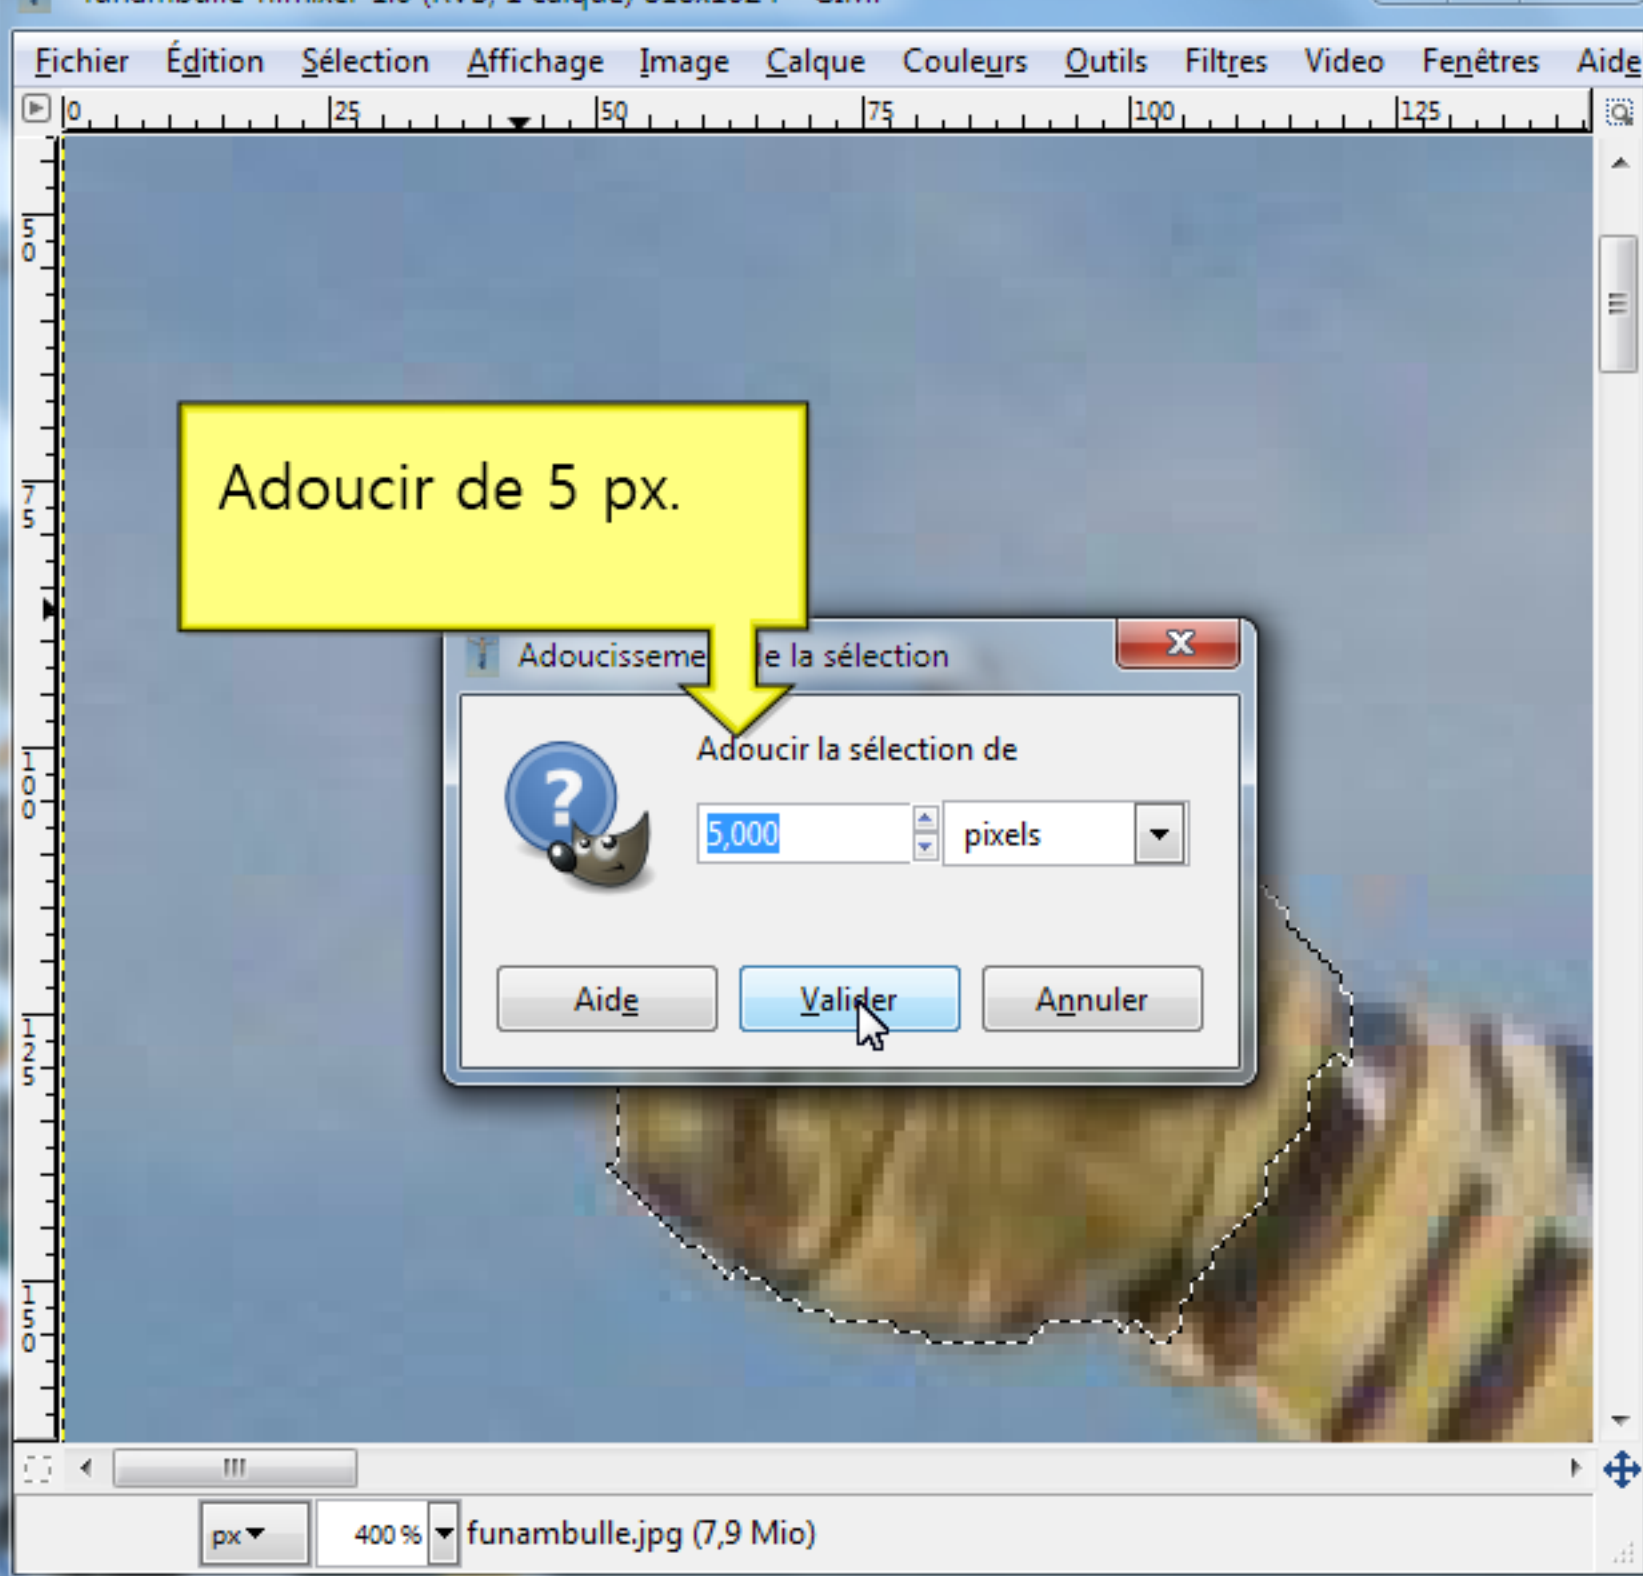 Fichier Édition Sélection Affichage Image Calque Couleurs Outils Filtres Video Fenêtres Aide
0 25 50 75 100 125
50
75
100
125
150
Adoucir de 5 px.
de la sélection
Adoucir la sélection de
5,000 pixels
Aide Valider Annuler
px 400 % funambulle.jpg (7,9 Mio)